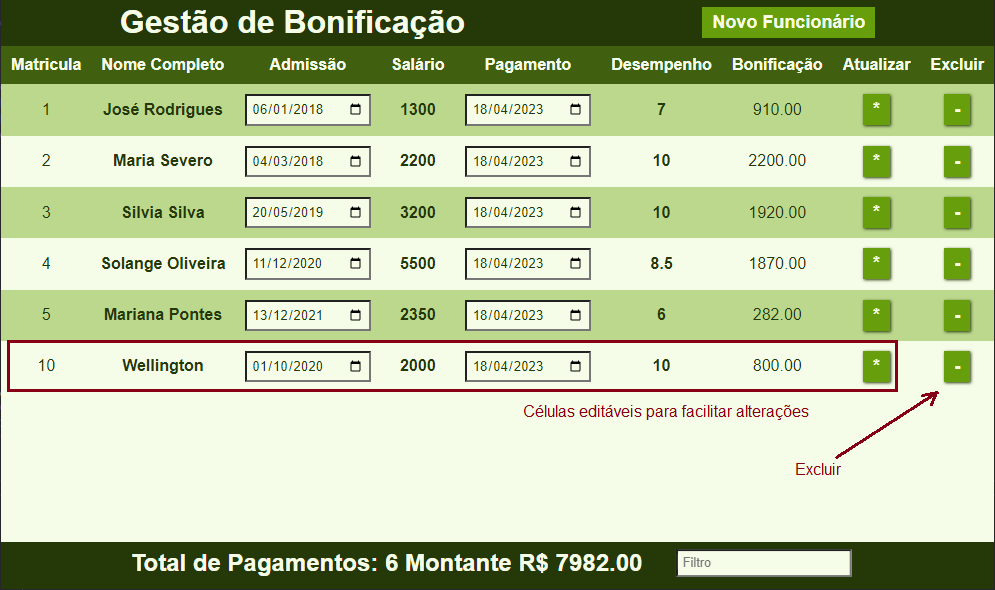 Gestão de Bonificação Novo Funcionário
Matricula Nome Completo Admissão Salário Pagamento Desempenho Bonificação Atualizar Excluir
1 José Rodrigues 06/01/2018 1300 18/04/2023 7 910.00 * -
2 Maria Severo 04/03/2018 2200 18/04/2023 10 2200.00 * -
3 Silvia Silva 20/05/2019 3200 18/04/2023 10 1920.00 * -
4 Solange Oliveira 11/12/2020 5500 18/04/2023 8.5 1870.00 * -
5 Mariana Pontes 13/12/2021 2350 18/04/2023 6 282.00 * -
10 Wellington 01/10/2020 2000 18/04/2023 10 800.00 * -
Células editáveis para facilitar alterações
Excluir
Total de Pagamentos: 6 Montante R$ 7982.00 Filtro